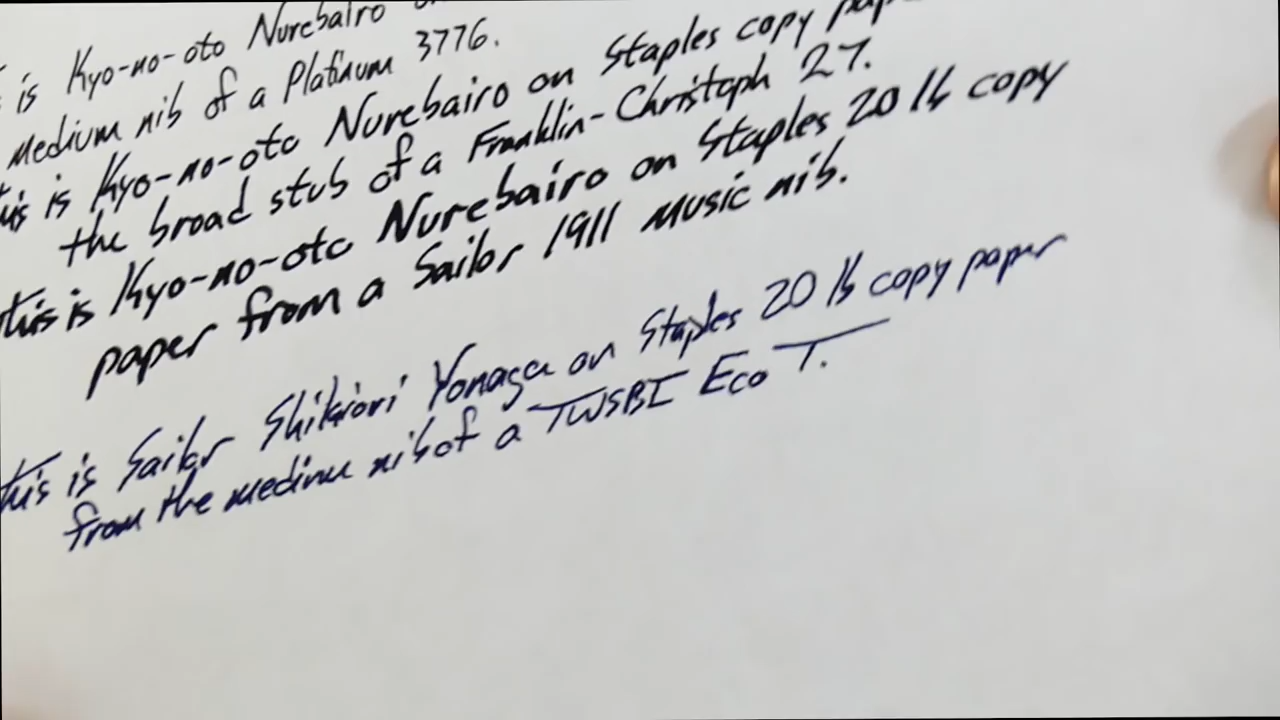 is Kyo-no-oto Nurebairo
medium nib of a Platinum 3776.
this is Kyo-no-oto Nurebairo on Staples copy
the broad stub of a Franklin-Christoph 27.
this is Kyo-no-oto Nurebairo on Staples 20 lb copy
paper from a Sailor 1911 Music nib.
this is Sailor Shikiori Yonaga on Staples 20 lb copy paper
from the medium nib of a TWSBI Eco T.